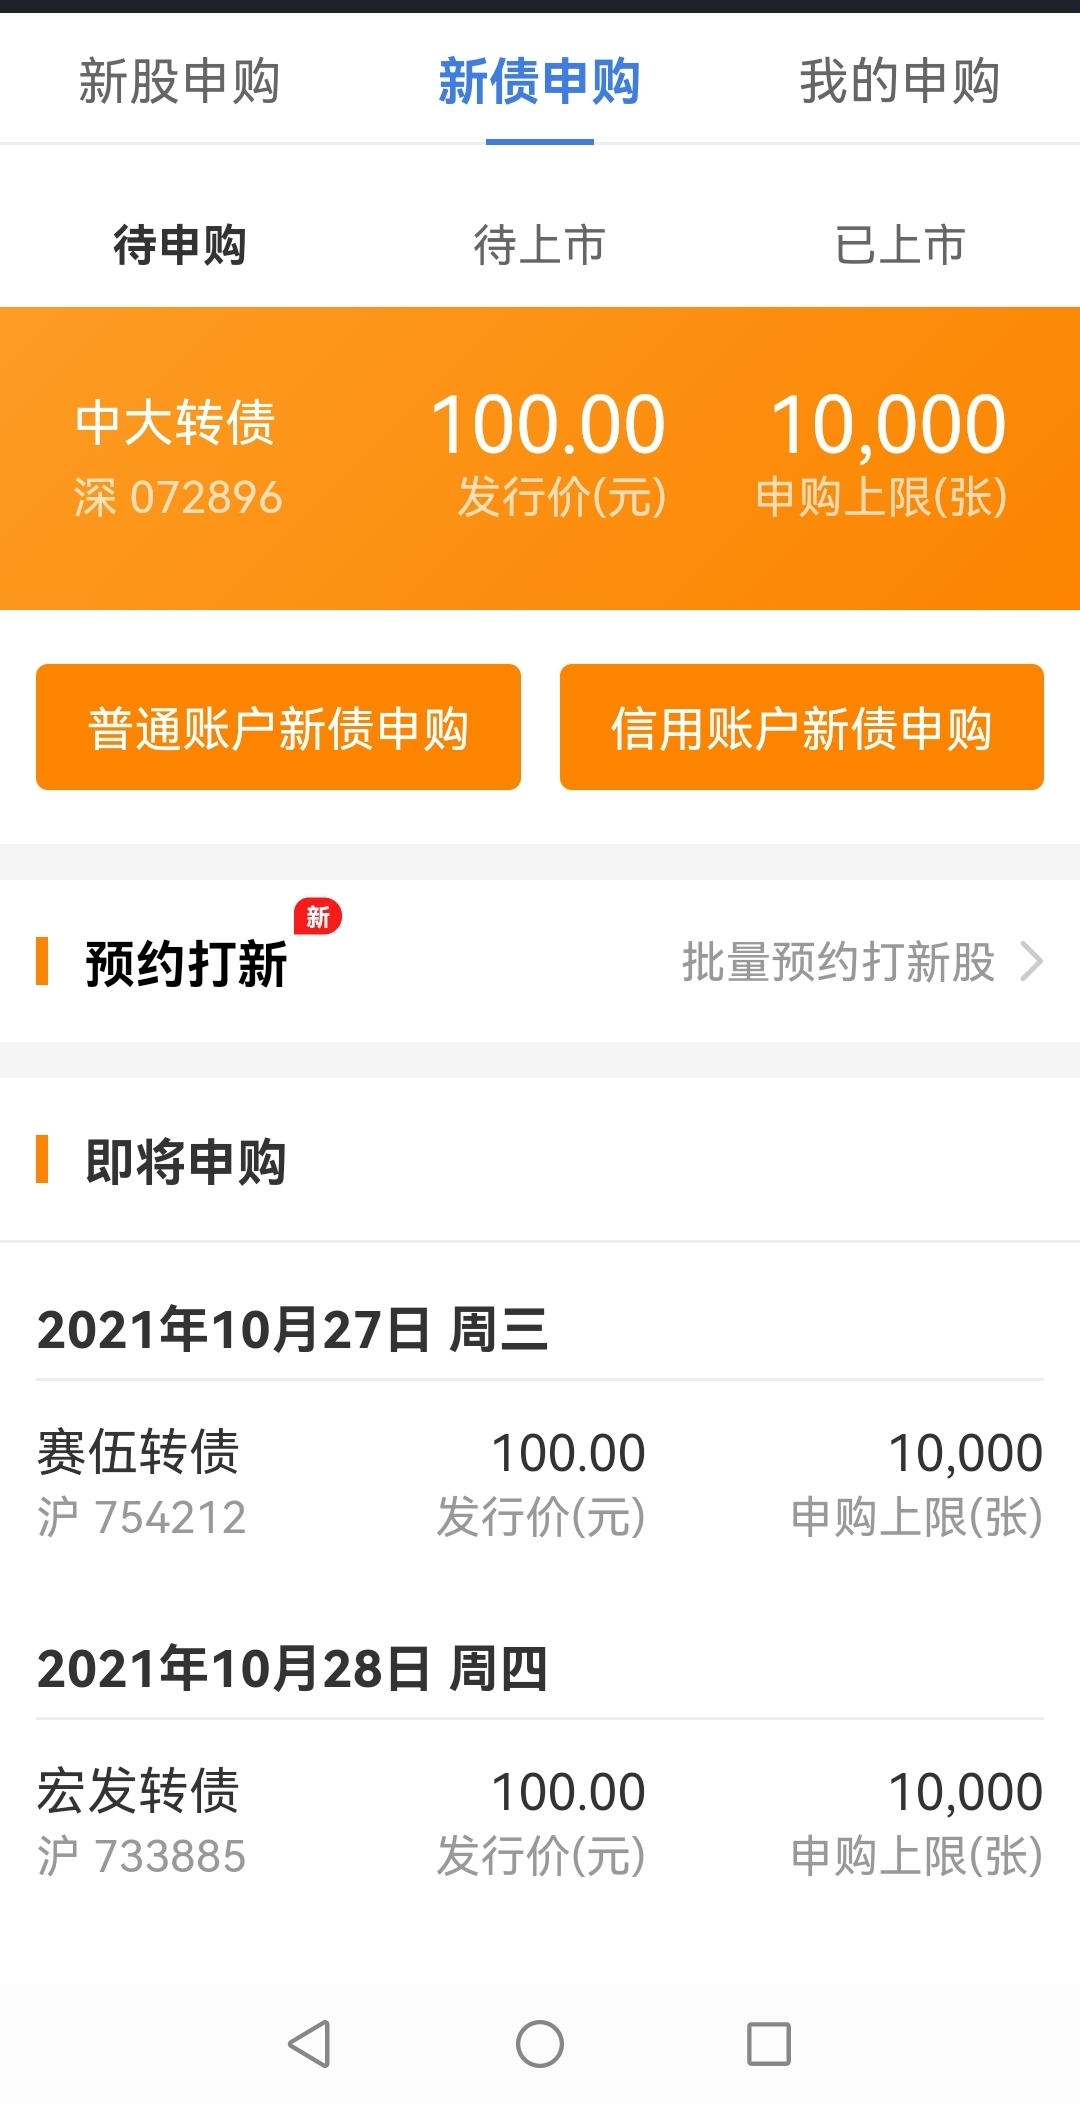 新股申购 新债申购 我的申购
待申购 待上市 已上市
中大转债 100.00 10,000
深 072896 发行价(元) 申购上限(张)
普通账户新债申购 信用账户新债申购
预约打新 新 批量预约打新股
即将申购
2021年10月27日 周三
赛伍转债 100.00 10,000
沪 754212 发行价(元) 申购上限(张)
2021年10月28日 周四
宏发转债 100.00 10,000
沪 733885 发行价(元) 申购上限(张)